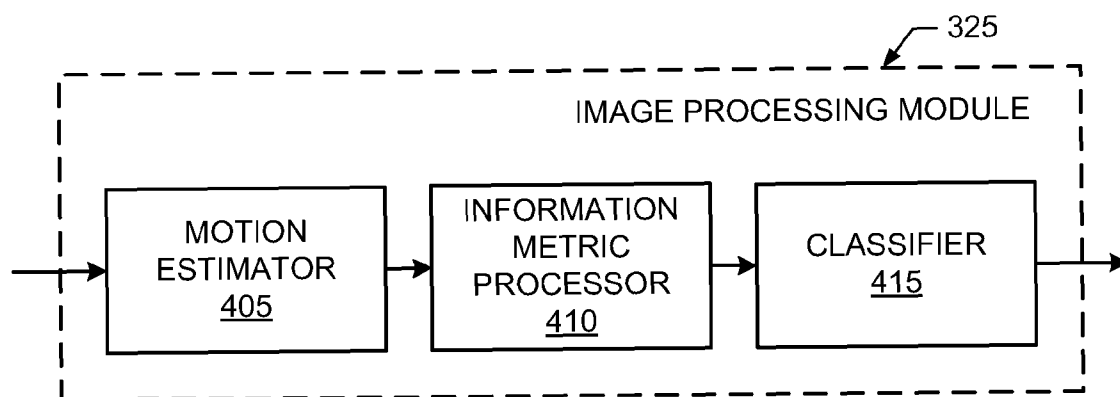 325
IMAGE PROCESSING MODULE
MOTION
ESTIMATOR
405
INFORMATION
METRIC
PROCESSOR
410
CLASSIFIER
415